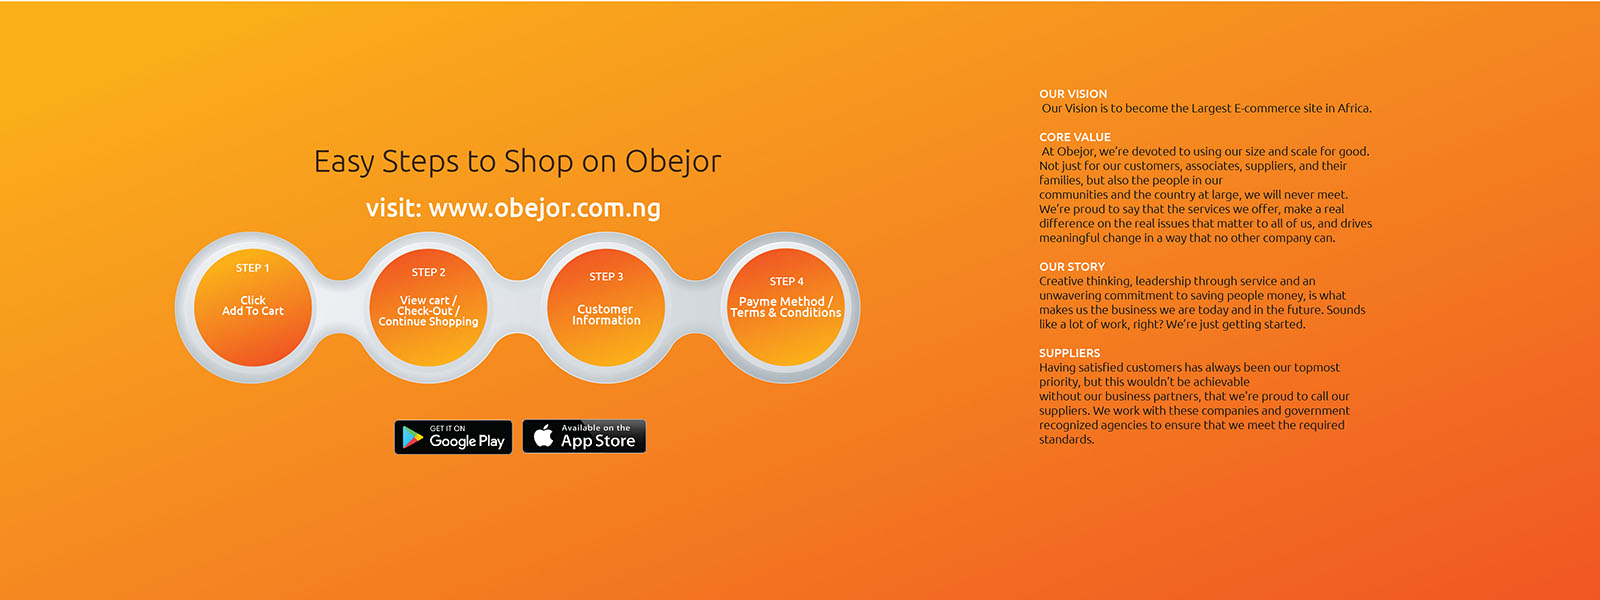 Easy Steps to Shop on Obejor
visit: www.obejor.com.ng
STEP 1
Click
Add To Cart
STEP 2
View cart /
Check-Out /
Continue Shopping
STEP 3
Customer
Information
STEP 4
Payme Method /
Terms & Conditions
GET IT ON
Google Play
Available on the
App Store
OUR VISION
Our Vision is to become the Largest E-commerce site in Africa.
CORE VALUE
At Obejor, we're devoted to using our size and scale for good.
Not just for our customers, associates, suppliers, and their
families, but also the people in our
communities and the country at large, we will never meet.
We're proud to say that the services we offer, make a real
difference on the real issues that matter to all of us, and drives
meaningful change in a way that no other company can.
OUR STORY
Creative thinking, leadership through service and an
unwavering commitment to saving people money, is what
makes us the business we are today and in the future. Sounds
like a lot of work, right? We're just getting started.
SUPPLIERS
Having satisfied customers has always been our topmost
priority, but this wouldn't be achievable
without our business partners, that we're proud to call our
suppliers. We work with these companies and government
recognized agencies to ensure that we meet the required
standards.